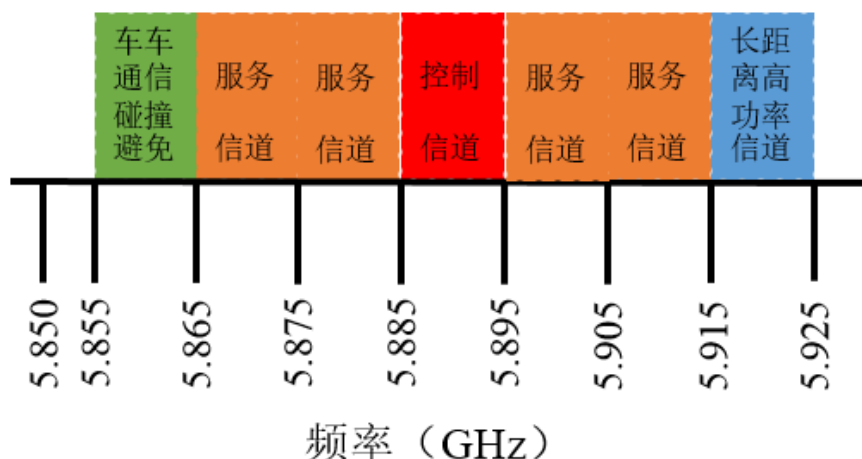 车车
通信
碰撞
避免
服务
信道
服务
信道
控制
信道
服务
信道
服务
信道
长距
离高
功率
信道
5.850
5.855
5.865
5.875
5.885
5.895
5.905
5.915
5.925
频率（GHz）